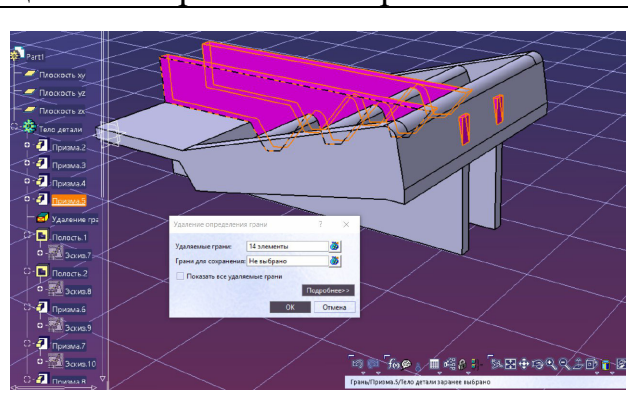 Part1
Плоскость xy
Плоскость yz
Плоскость zx
Тело детали
Призма.2
Призма.3
Призма.4
Призма.5
Удаление гра
Полость.1
Эскиз.7
Полость.2
Эскиз.8
Призма.6
Эскиз.9
Призма.7
Эскиз.10
Призма.8
Удаление определения грани ? ×
Удаляемые грани: 14 элементы
Грани для сохранения: Не выбрано
Показать все удаляемые грани
Подробнее>>
OK Отмена
Грань/Призма.5/Тело детали заранее выбрано